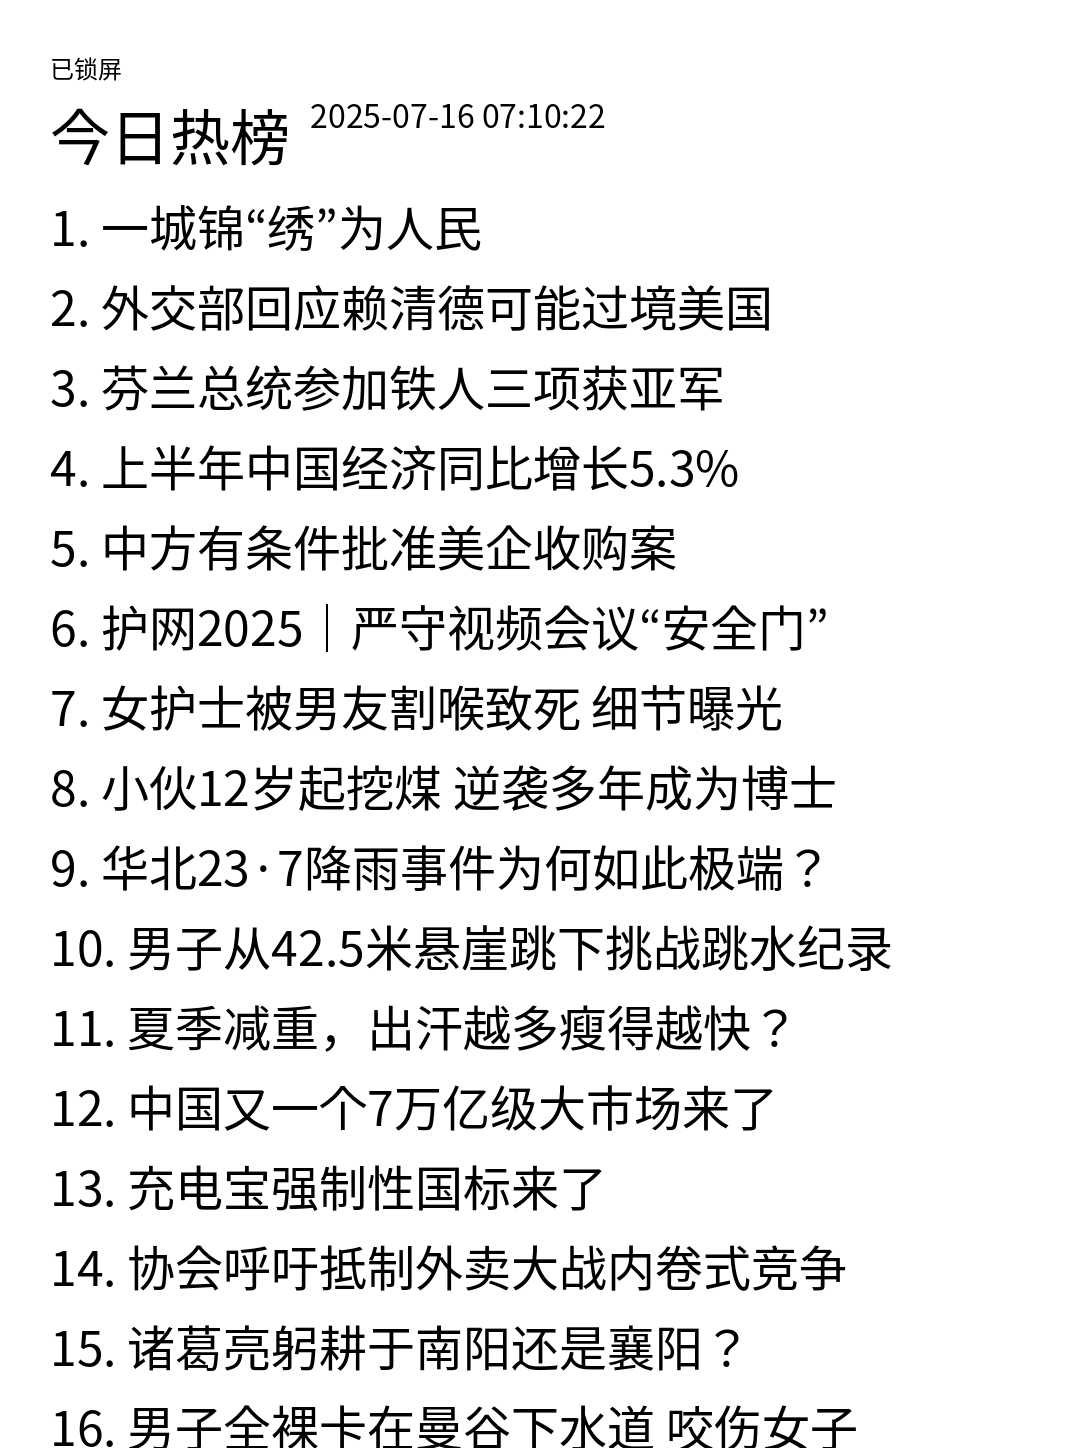 已锁屏
今日热榜 2025-07-16 07:10:22
1. 一城锦“绣”为人民
2. 外交部回应赖清德可能过境美国
3. 芬兰总统参加铁人三项获亚军
4. 上半年中国经济同比增长5.3%
5. 中方有条件批准美企收购案
6. 护网2025｜严守视频会议“安全门”
7. 女护士被男友割喉致死 细节曝光
8. 小伙12岁起挖煤 逆袭多年成为博士
9. 华北23·7降雨事件为何如此极端？
10. 男子从42.5米悬崖跳下挑战跳水纪录
11. 夏季减重，出汗越多瘦得越快？
12. 中国又一个7万亿级大市场来了
13. 充电宝强制性国标来了
14. 协会呼吁抵制外卖大战内卷式竞争
15. 诸葛亮躬耕于南阳还是襄阳？
16. 男子全裸卡在曼谷下水道 咬伤女子